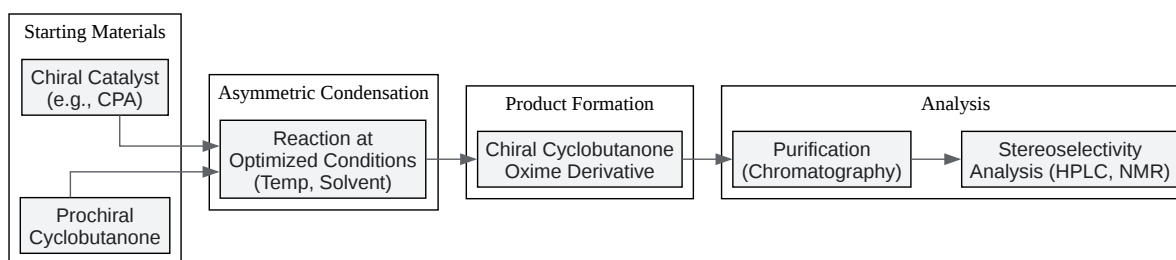 Starting Materials
Chiral Catalyst
(e.g., CPA)
Prochiral
Cyclobutanone
Asymmetric Condensation
Reaction at
Optimized Conditions
(Temp, Solvent)
Product Formation
Chiral Cyclobutanone
Oxime Derivative
Analysis
Purification
(Chromatography)
Stereoselectivity
Analysis (HPLC, NMR)